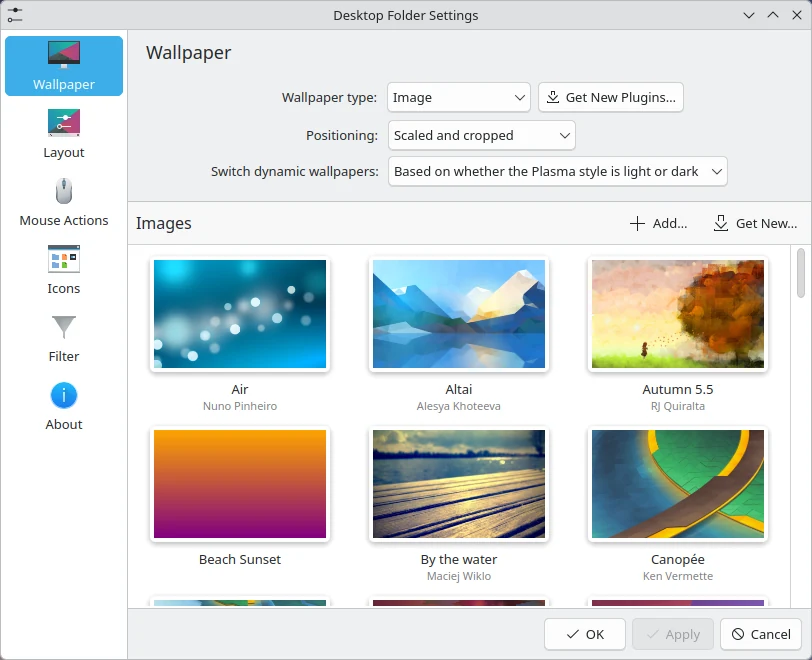 Desktop Folder Settings
Wallpaper
Layout
Mouse Actions
Icons
Filter
About
Wallpaper
Wallpaper type: Image Get New Plugins...
Positioning: Scaled and cropped
Switch dynamic wallpapers: Based on whether the Plasma style is light or dark
Images Add... Get New...
Air Altai Autumn 5.5
Nuno Pinheiro Alesya Khoteeva RJ Quiralta
Beach Sunset By the water Canopée
Maciej Wiklo Ken Vermette
OK Apply Cancel